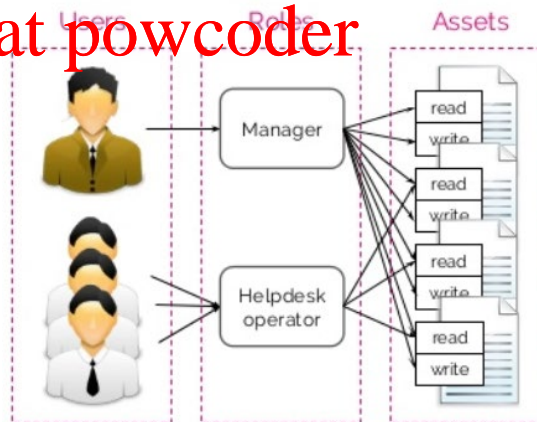 at powcoder
Users
Roles
Assets
Manager
Helpdesk
operator
read
write
read
write
read
write
read
write